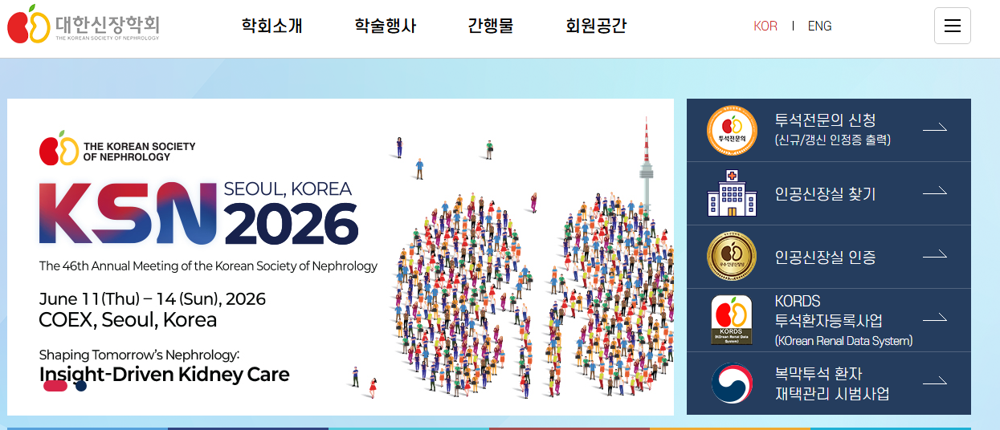 대한신장학회
THE KOREAN SOCIETY OF NEPHROLOGY
학회소개
학술행사
간행물
회원공간
KOR
ENG
THE KOREAN SOCIETY
OF NEPHROLOGY
KSN
SEOUL, KOREA
2026
The 46th Annual Meeting of the Korean Society of Nephrology
June 11(Thu) – 14 (Sun), 2026
COEX, Seoul, Korea
Shaping Tomorrow's Nephrology:
Insight-Driven Kidney Care
투석전문의
투석전문의 신청
(신규/갱신 인정증 출력)
인공신장실 찾기
우수인공신장실
인공신장실 인증
KORDS
(KOrean Renal Data
System)
KORDS
투석환자등록사업
(KOrean Renal Data System)
복막투석 환자
재택관리 시범사업